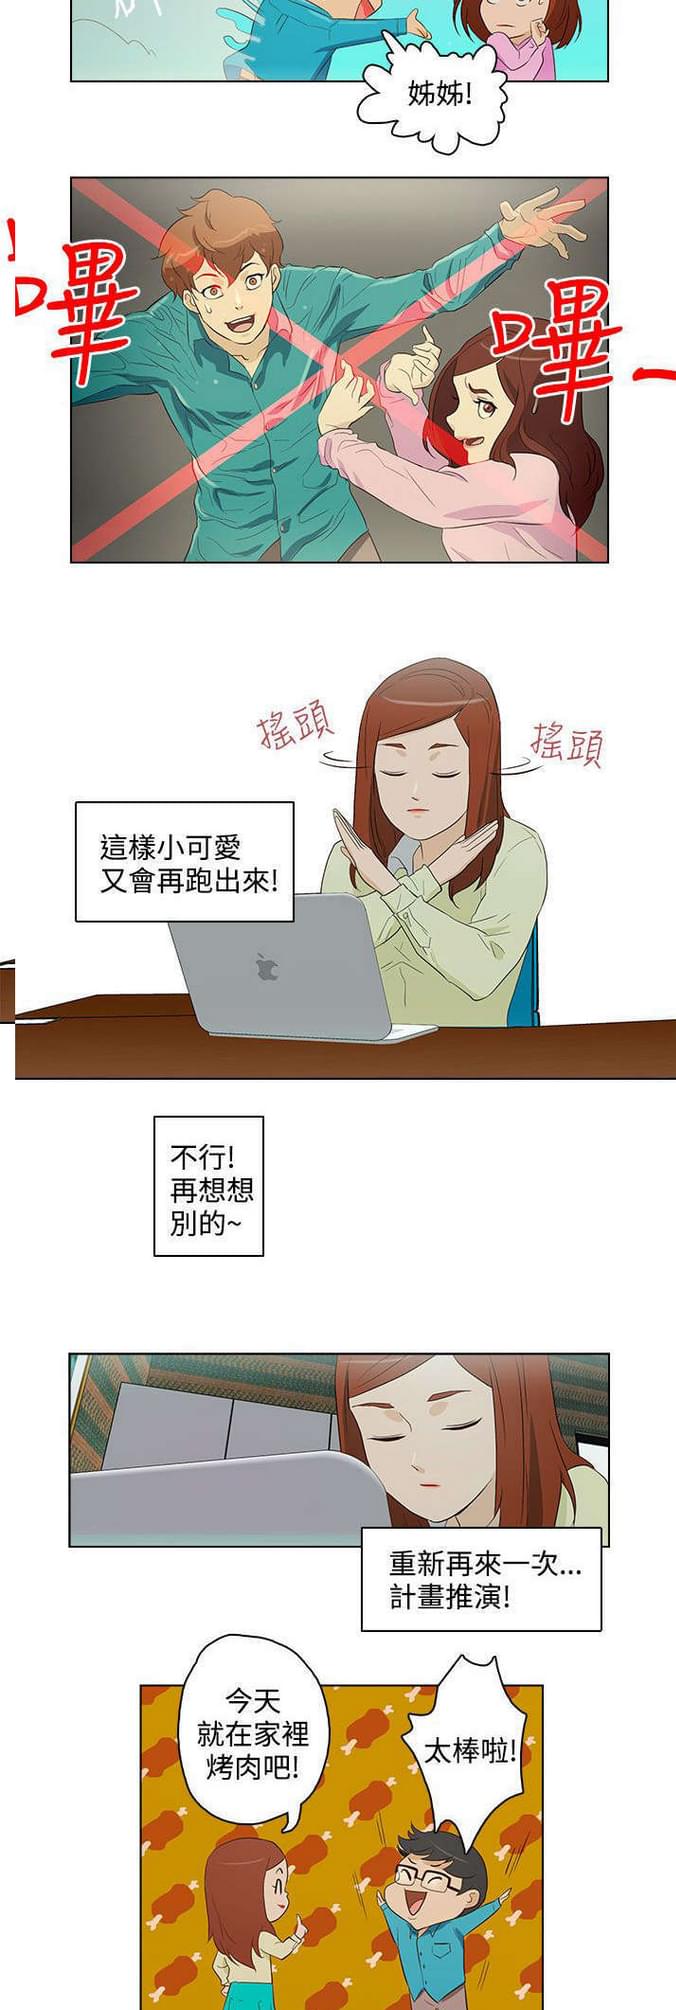 姊姊!
嗶
嗶
搖頭
搖頭
這樣小可愛
又會再跑出來!
不行!
再想想
別的~
重新再來一次...
計畫推演!
今天
就在家裡
烤肉吧!
太棒啦!